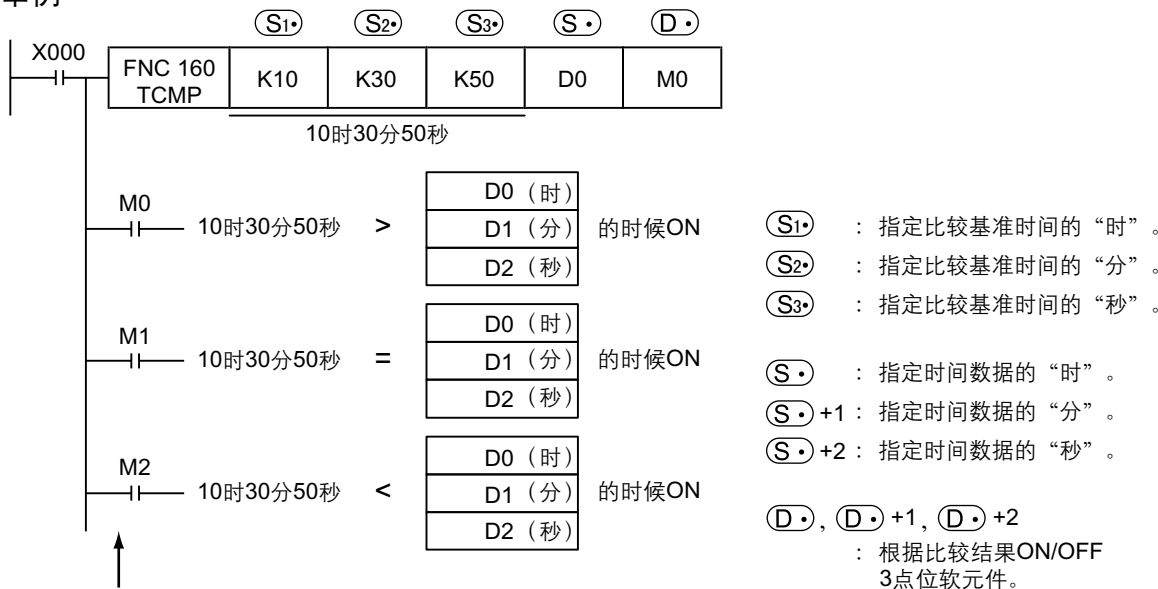 举例
S1· S2· S3· S· D·
X000
FNC 160 TCMP K10 K30 K50 D0 M0
10时30分50秒
M0 10时30分50秒 > D0（时） D1（分） D2（秒） 的时候ON
M1 10时30分50秒 = D0（时） D1（分） D2（秒） 的时候ON
M2 10时30分50秒 < D0（时） D1（分） D2（秒） 的时候ON
S1· ：指定比较基准时间的“时”。
S2· ：指定比较基准时间的“分”。
S3· ：指定比较基准时间的“秒”。
S· ：指定时间数据的“时”。
S·+1：指定时间数据的“分”。
S·+2：指定时间数据的“秒”。
D·, D·+1, D·+2
：根据比较结果ON/OFF
3点位软元件。